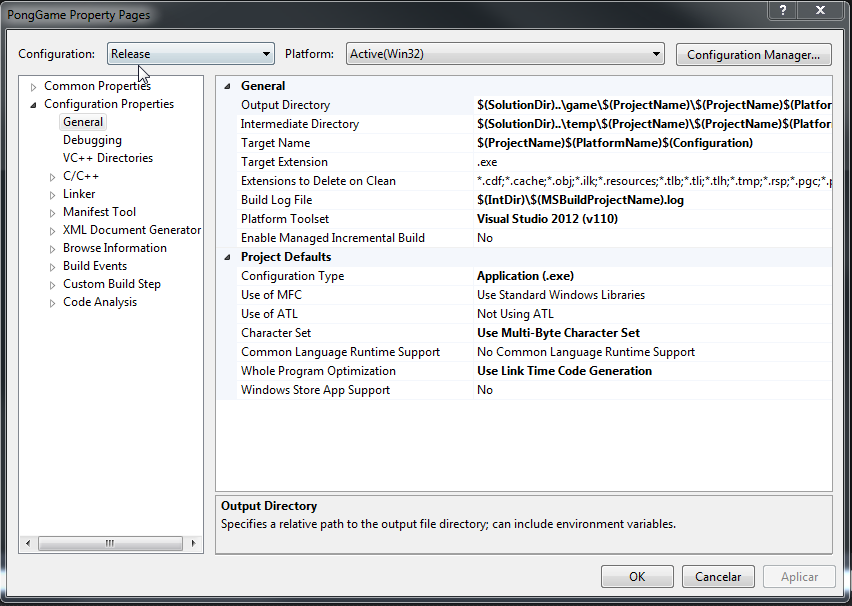 PongGame Property Pages
Configuration: Release Platform: Active(Win32) Configuration Manager...
Common Properties
Configuration Properties
General
Debugging
VC++ Directories
C/C++
Linker
Manifest Tool
XML Document Generator
Browse Information
Build Events
Custom Build Step
Code Analysis
General
Output Directory $(SolutionDir)..\game\$(ProjectName)\$(ProjectName)$(Platfor
Intermediate Directory $(SolutionDir)..\temp\$(ProjectName)\$(ProjectName)$(Platfor
Target Name $(ProjectName)$(PlatformName)$(Configuration)
Target Extension .exe
Extensions to Delete on Clean *.cdf;*.cache;*.obj;*.ilk;*.resources;*.tlb;*.tli;*.tlh;*.tmp;*.rsp;*.pgc;*.p
Build Log File $(IntDir)\$(MSBuildProjectName).log
Platform Toolset Visual Studio 2012 (v110)
Enable Managed Incremental Build No
Project Defaults
Configuration Type Application (.exe)
Use of MFC Use Standard Windows Libraries
Use of ATL Not Using ATL
Character Set Use Multi-Byte Character Set
Common Language Runtime Support No Common Language Runtime Support
Whole Program Optimization Use Link Time Code Generation
Windows Store App Support No
Output Directory
Specifies a relative path to the output file directory; can include environment variables.
OK Cancelar Aplicar